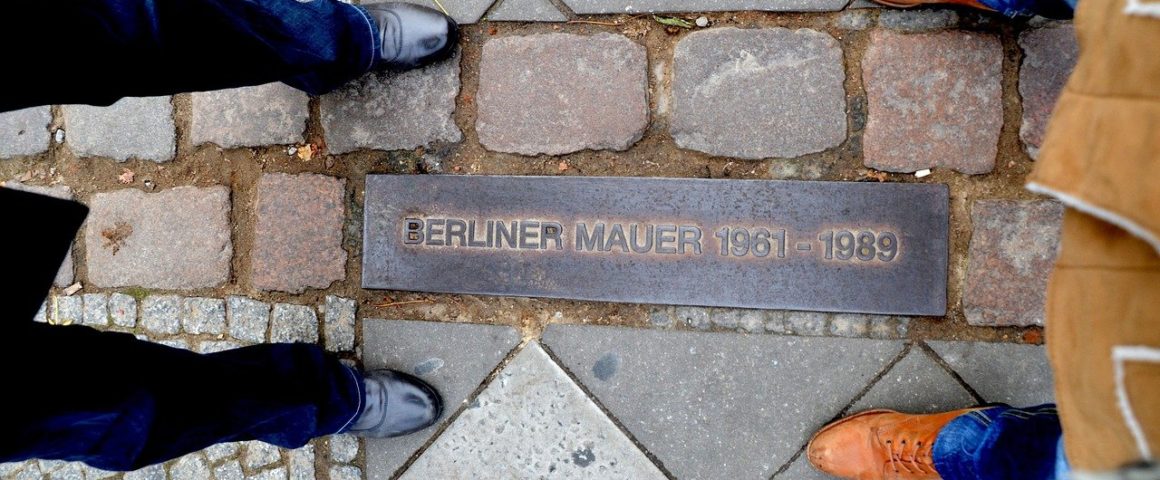 BERLINER MAUER 1961 - 1989